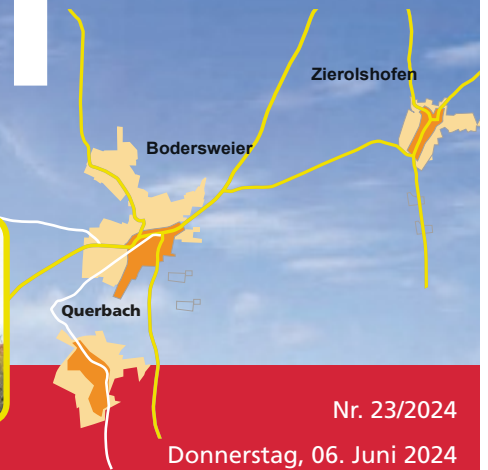 Zierolshofen
Bodersweier
Querbach
Nr. 23/2024
Donnerstag, 06. Juni 2024